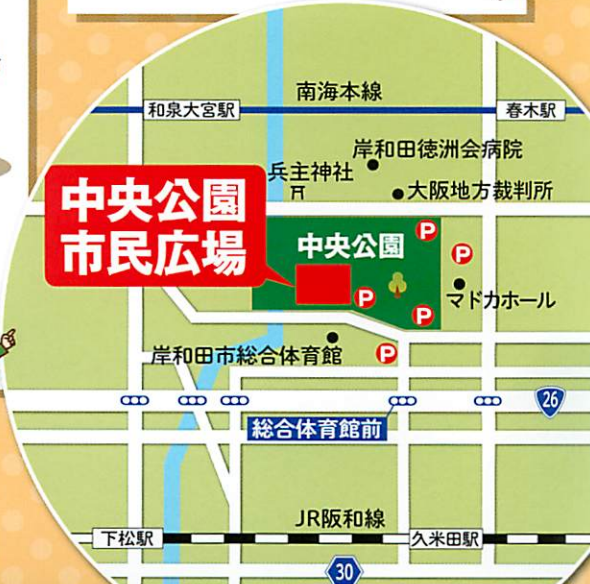 南海本線
和泉大宮駅
春木駅
岸和田徳洲会病院
兵主神社
大阪地方裁判所
中央公園
市民広場
中央公園
P
P
P
P
マドカホール
岸和田市総合体育館
P
26
総合体育館前
JR阪和線
下松駅
久米田駅
30